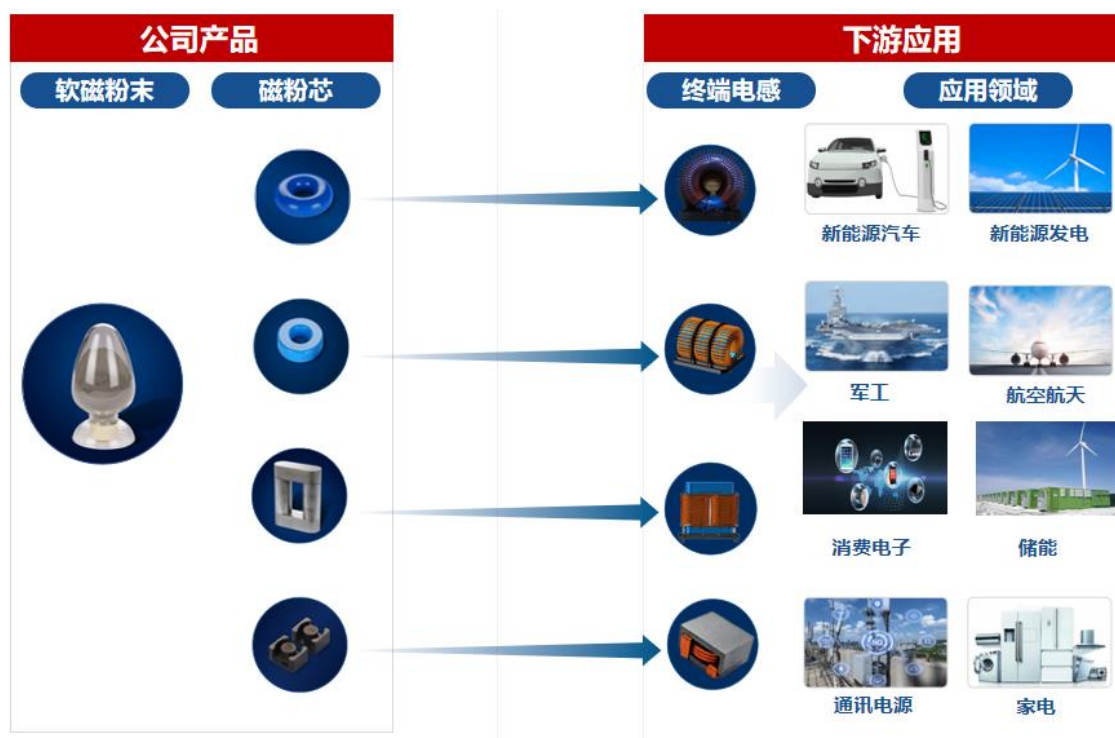 公司产品
下游应用
软磁粉末
磁粉芯
终端电感
应用领域
新能源汽车
新能源发电
军工
航空航天
消费电子
储能
5G
通讯电源
家电